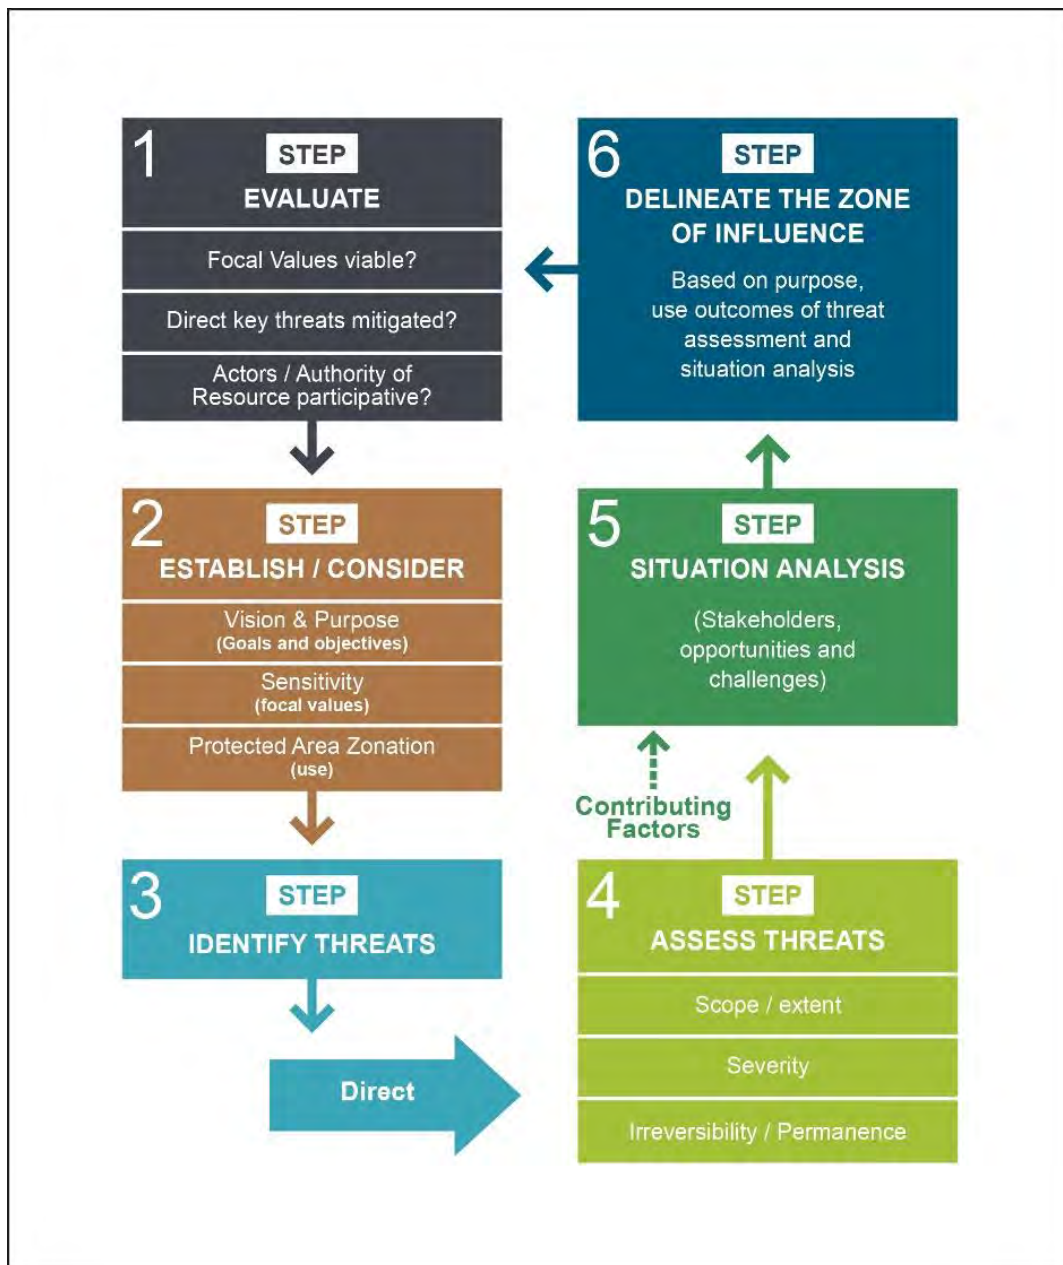 1
STEP
EVALUATE
Focal Values viable?
Direct key threats mitigated?
Actors / Authority of
Resource participative?
2
STEP
ESTABLISH / CONSIDER
Vision & Purpose
(Goals and objectives)
Sensitivity
(focal values)
Protected Area Zonation
(use)
3
STEP
IDENTIFY THREATS
Direct
4
STEP
ASSESS THREATS
Scope / extent
Severity
Irreversibility / Permanence
Contributing
Factors
5
STEP
SITUATION ANALYSIS
(Stakeholders,
opportunities and
challenges)
6
STEP
DELINEATE THE ZONE
OF INFLUENCE
Based on purpose,
use outcomes of threat
assessment and
situation analysis